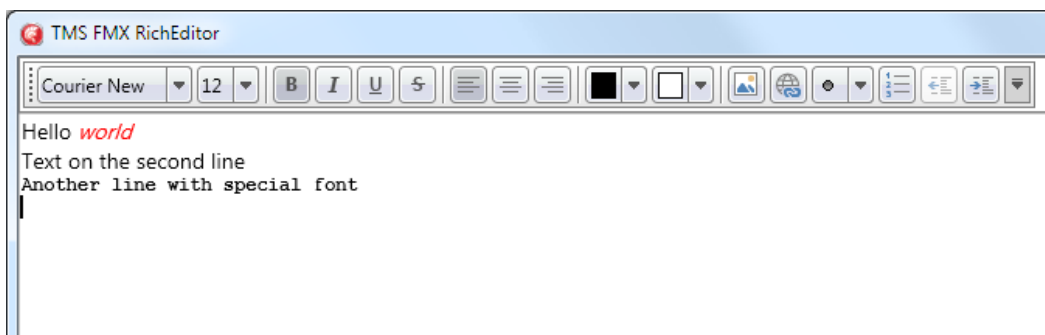 TMS FMX RichEditor
Courier New 12 B I U S
Hello world
Text on the second line
Another line with special font